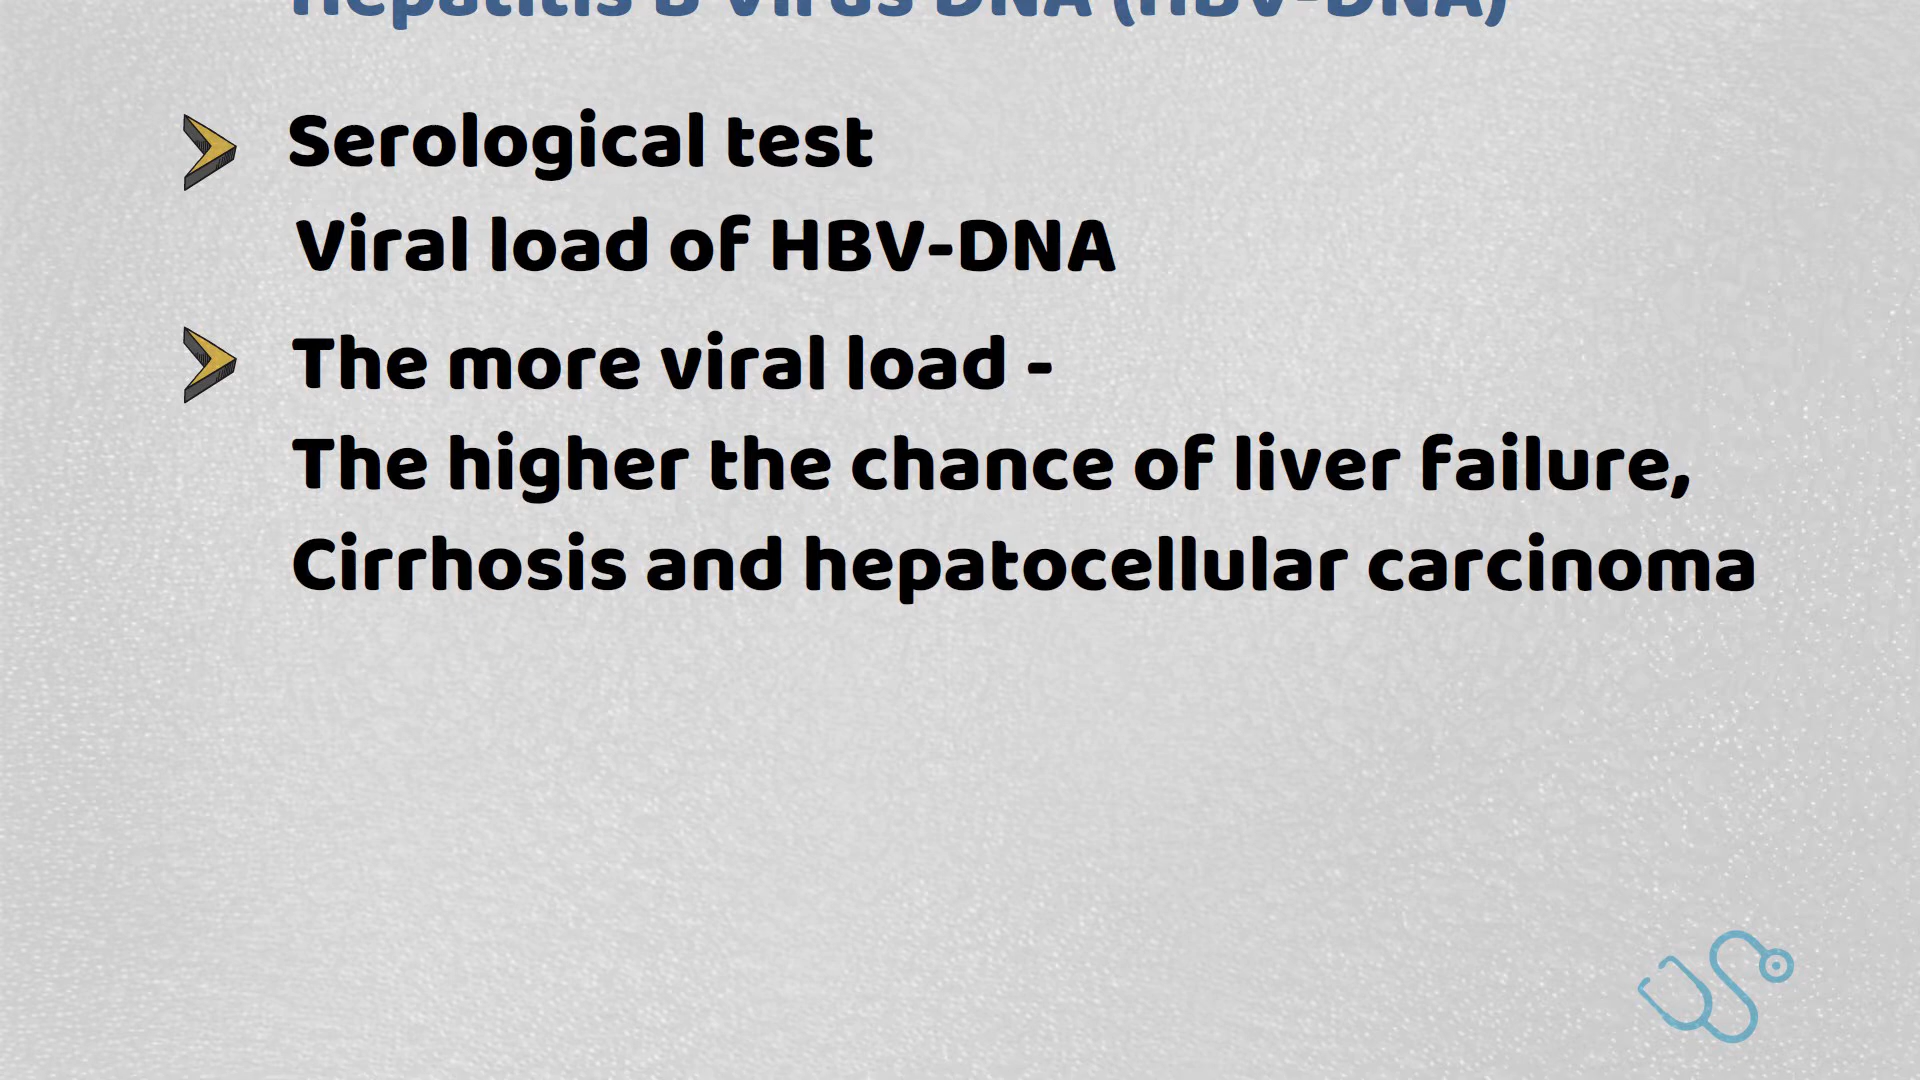 Hepatitis B Virus DNA (HBV-DNA)
Serological test
Viral load of HBV-DNA
The more viral load -
The higher the chance of liver failure,
Cirrhosis and hepatocellular carcinoma